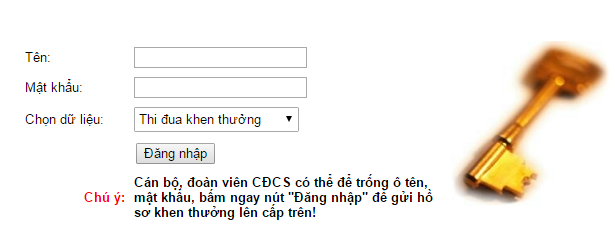 Tên:
Mật khẩu:
Chọn dữ liệu: Thi đua khen thưởng
Đăng nhập
Chú ý: Cán bộ, đoàn viên CĐCS có thể để trống ô tên,
mật khẩu, bấm ngay nút "Đăng nhập" để gửi hồ
sơ khen thưởng lên cấp trên!